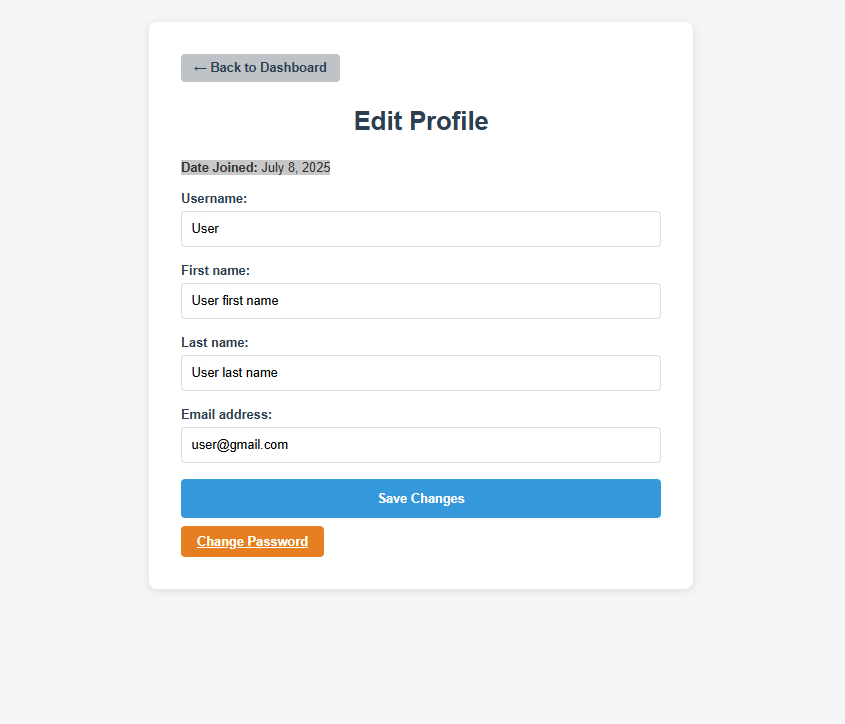 ← Back to Dashboard
Edit Profile
Date Joined: July 8, 2025
Username:
User
First name:
User first name
Last name:
User last name
Email address:
user@gmail.com
Save Changes
Change Password